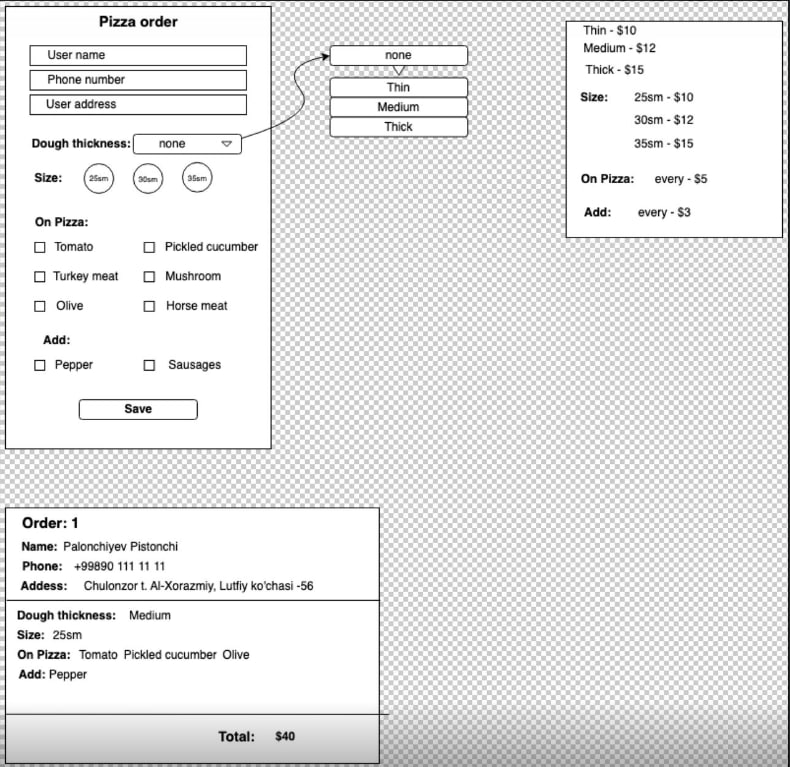 Pizza order
User name
Phone number
User address
Dough thickness: none
Size: 25sm 30sm 35sm
On Pizza:
Tomato Pickled cucumber
Turkey meat Mushroom
Olive Horse meat
Add:
Pepper Sausages
Save
none
Thin
Medium
Thick
Thin - $10
Medium - $12
Thick - $15
Size: 25sm - $10
30sm - $12
35sm - $15
On Pizza: every - $5
Add: every - $3
Order: 1
Name: Palonchiyev Pistonchi
Phone: +99890 111 11 11
Addess: Chulonzor t. Al-Xorazmiy, Lutfiy ko'chasi -56
Dough thickness: Medium
Size: 25sm
On Pizza: Tomato Pickled cucumber Olive
Add: Pepper
Total: $40